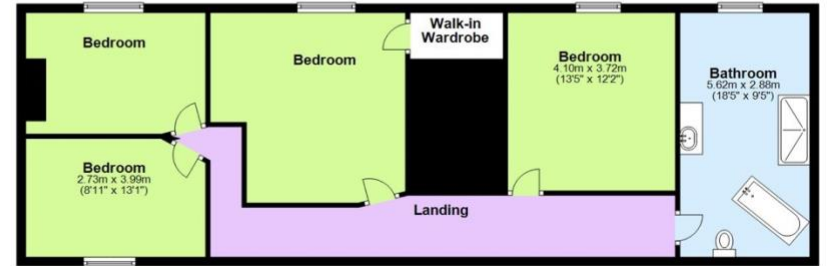 Bedroom
Bedroom
Walk-in
Wardrobe
Bedroom
4.10m x 3.72m
(13'5" x 12'2")
Bathroom
5.62m x 2.88m
(18'5" x 9'5")
Bedroom
2.73m x 3.99m
(8'11" x 13'1")
Landing